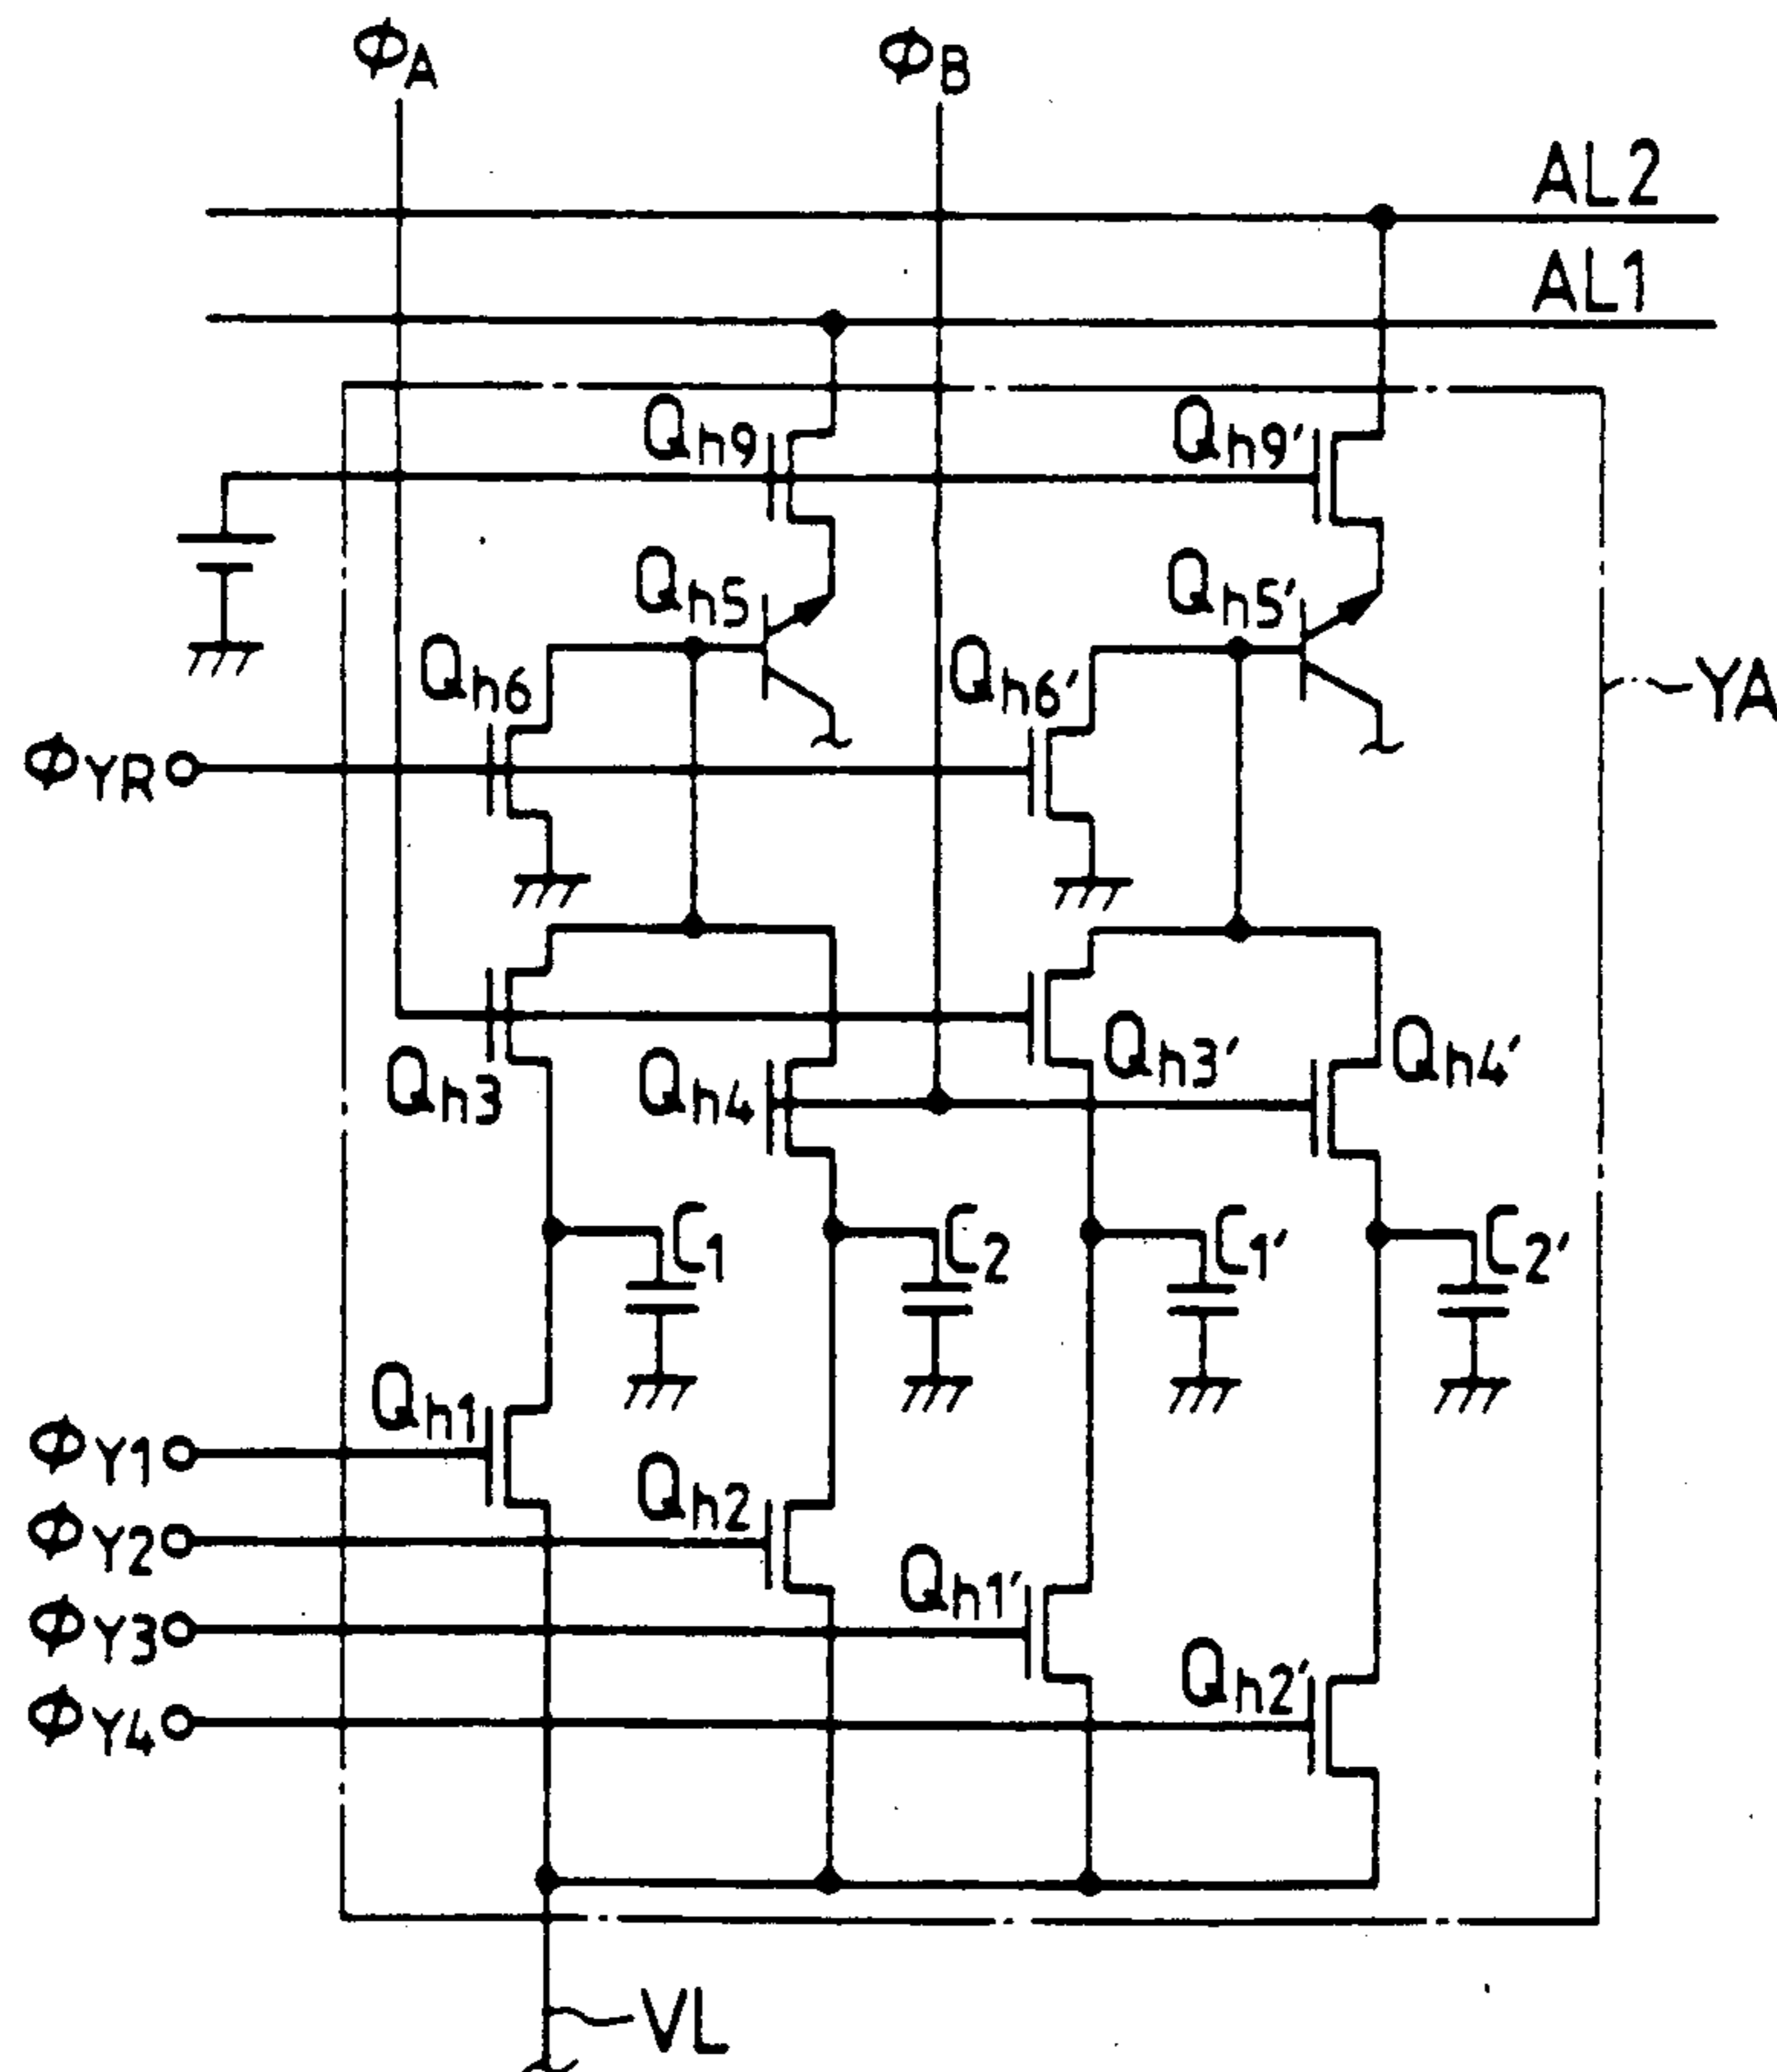 ΦA ΦB
AL2
AL1
Qh9 Qh9'
Qh5 Qh5'
Qh6 Qh6'
YA
ΦYR
Qh3 Qh4 Qh3' Qh4'
C1 C2 C1' C2'
Qh1
ΦY1
Qh2
ΦY2
Qh1'
ΦY3
Qh2'
ΦY4
VL